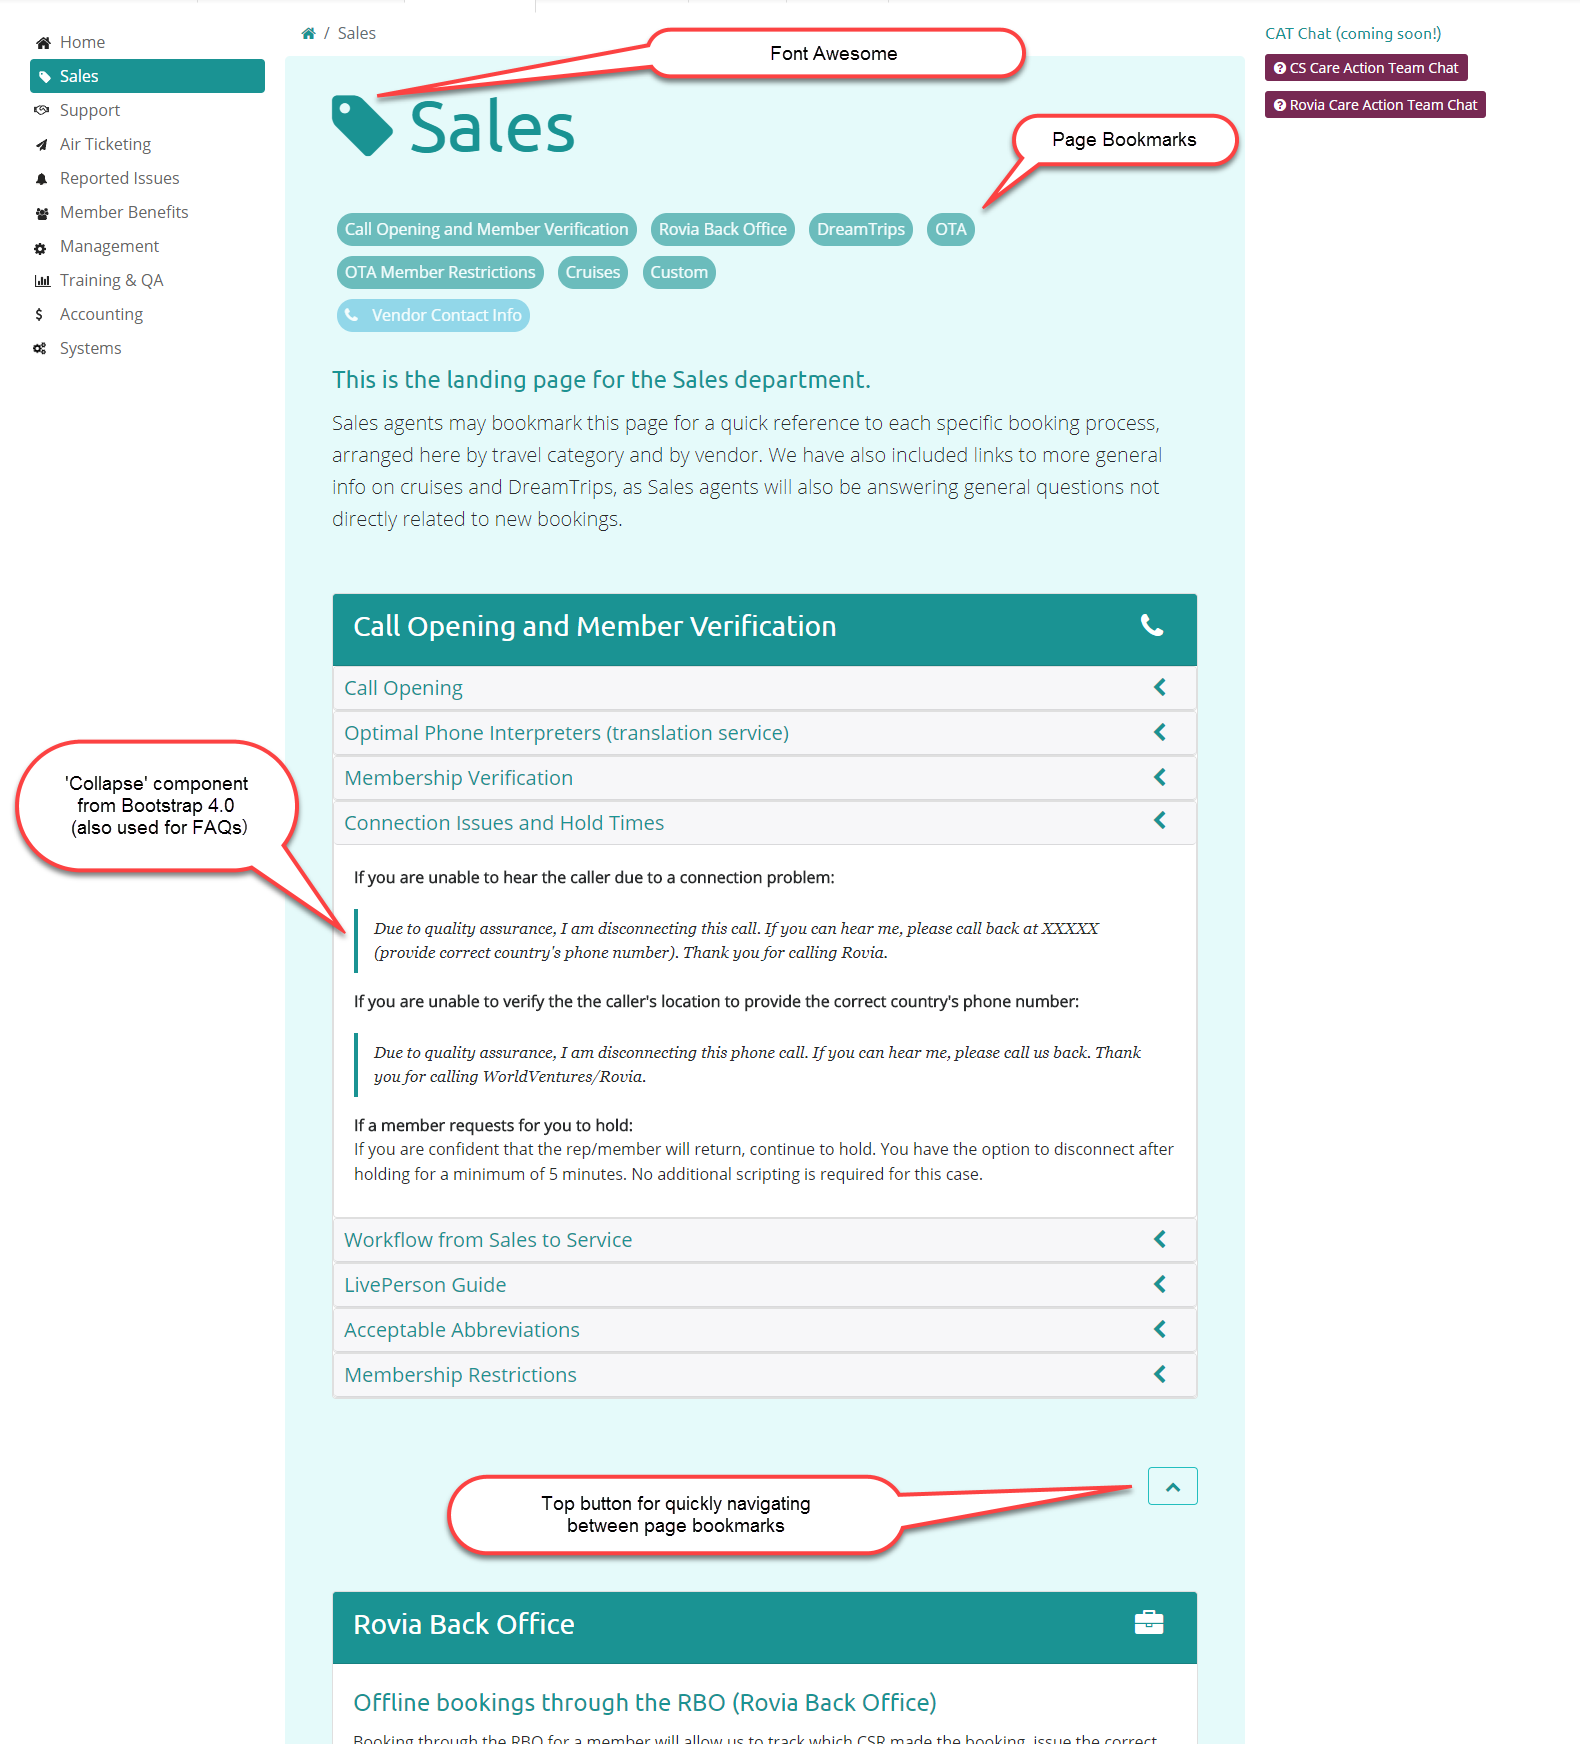 Home
Sales
Support
Air Ticketing
Reported Issues
Member Benefits
Management
Training & QA
Accounting
Systems
/ Sales
Font Awesome
Sales
Page Bookmarks
Call Opening and Member Verification
Rovia Back Office
DreamTrips
OTA
OTA Member Restrictions
Cruises
Custom
Vendor Contact Info
This is the landing page for the Sales department.
Sales agents may bookmark this page for a quick reference to each specific booking process,
arranged here by travel category and by vendor. We have also included links to more general
info on cruises and DreamTrips, as Sales agents will also be answering general questions not
directly related to new bookings.
Call Opening and Member Verification
Call Opening
Optimal Phone Interpreters (translation service)
Membership Verification
Connection Issues and Hold Times
'Collapse' component
from Bootstrap 4.0
(also used for FAQs)
If you are unable to hear the caller due to a connection problem:
Due to quality assurance, I am disconnecting this call. If you can hear me, please call back at XXXXX
(provide correct country's phone number). Thank you for calling Rovia.
If you are unable to verify the the caller's location to provide the correct country's phone number:
Due to quality assurance, I am disconnecting this phone call. If you can hear me, please call us back. Thank
you for calling WorldVentures/Rovia.
If a member requests for you to hold:
If you are confident that the rep/member will return, continue to hold. You have the option to disconnect after
holding for a minimum of 5 minutes. No additional scripting is required for this case.
Workflow from Sales to Service
LivePerson Guide
Acceptable Abbreviations
Membership Restrictions
Top button for quickly navigating
between page bookmarks
Rovia Back Office
Offline bookings through the RBO (Rovia Back Office)
Booking through the RBO for a member will allow us to track which CSR made the booking, issue the correct
CAT Chat (coming soon!)
CS Care Action Team Chat
Rovia Care Action Team Chat